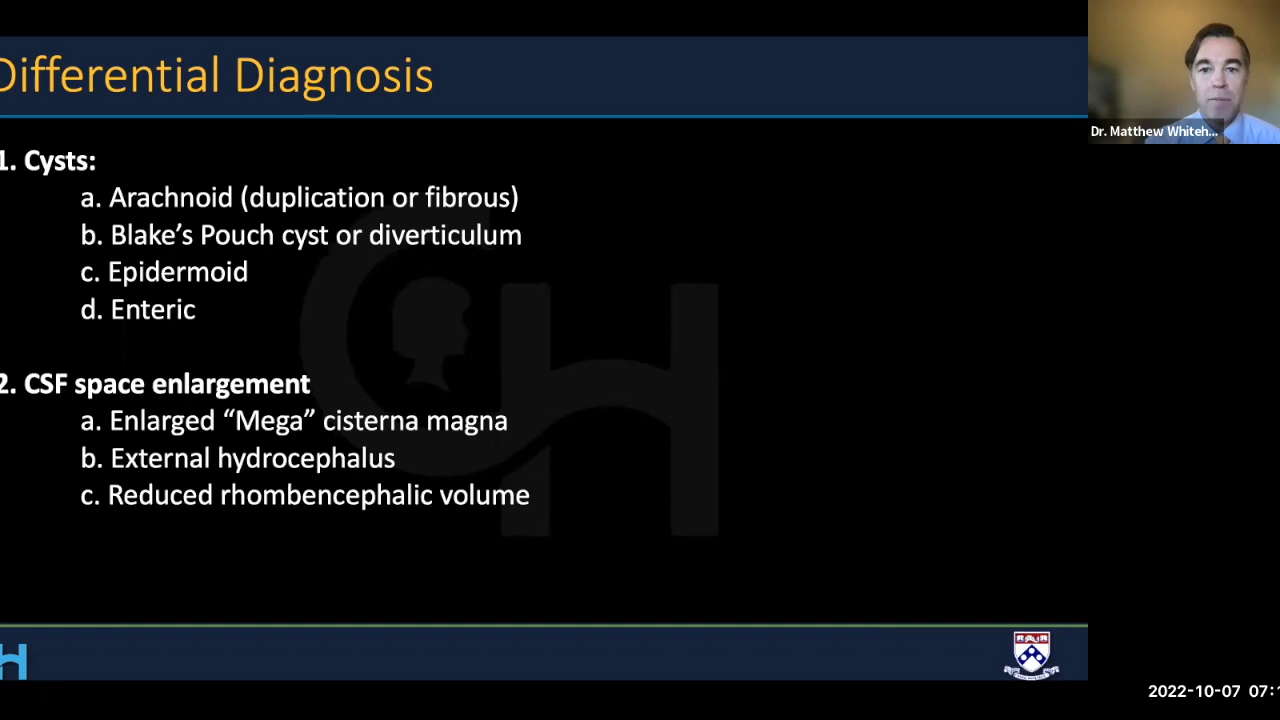 Differential Diagnosis
Dr. Matthew Whiteh...
1. Cysts:
a. Arachnoid (duplication or fibrous)
b. Blake’s Pouch cyst or diverticulum
c. Epidermoid
d. Enteric
2. CSF space enlargement
a. Enlarged “Mega” cisterna magna
b. External hydrocephalus
c. Reduced rhombencephalic volume
H
2022-10-07 07:1